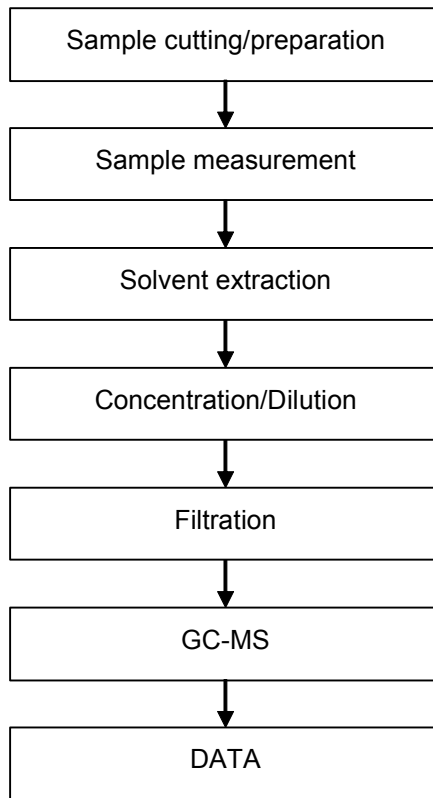 Sample cutting/preparation
Sample measurement
Solvent extraction
Concentration/Dilution
Filtration
GC-MS
DATA